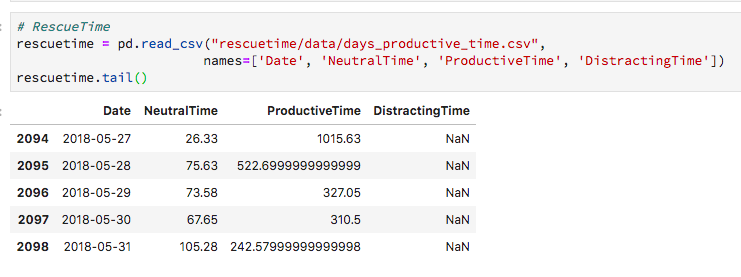 # RescueTime
rescuetime = pd.read_csv("rescuetime/data/days_productive_time.csv",
names=['Date', 'NeutralTime', 'ProductiveTime', 'DistractingTime'])
rescuetime.tail()
Date NeutralTime ProductiveTime DistractingTime
2094 2018-05-27 26.33 1015.63 NaN
2095 2018-05-28 75.63 522.6999999999999 NaN
2096 2018-05-29 73.58 327.05 NaN
2097 2018-05-30 67.65 310.5 NaN
2098 2018-05-31 105.28 242.57999999999998 NaN